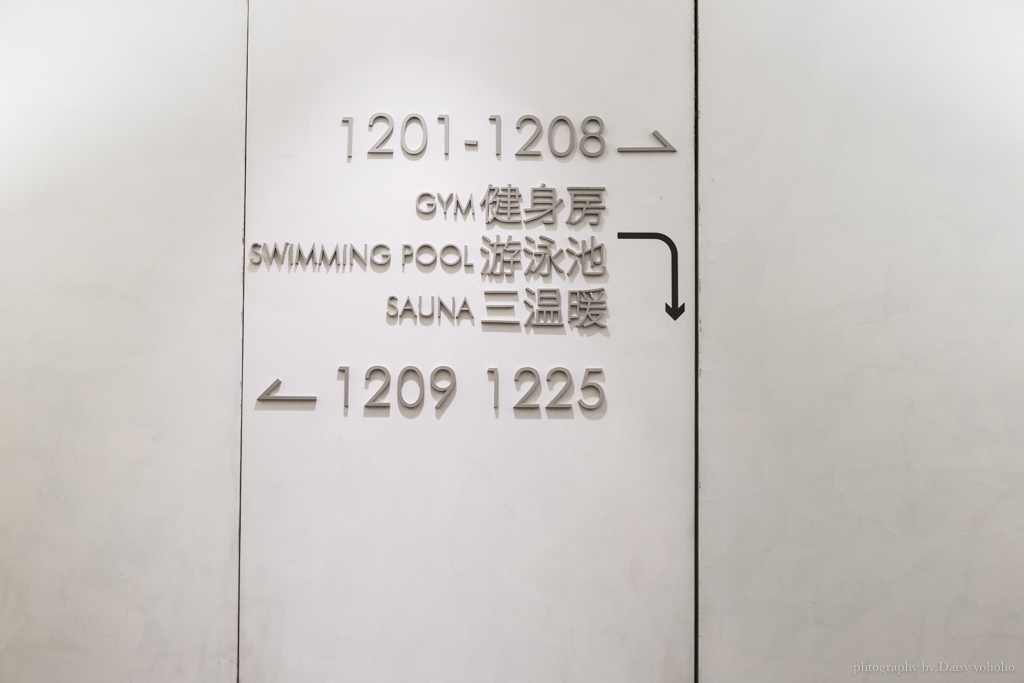 1201-1208
GYM 健身房
SWIMMING POOL 游泳池
SAUNA 三温暖
1209 1225
phtography by Daisy yohoho